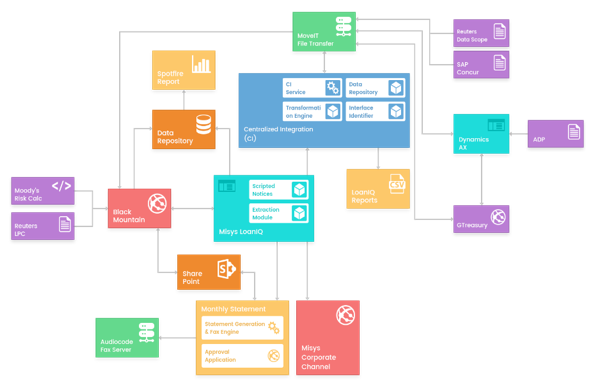 MoveIT
File Transfer
Reuters
Data Scope
SAP
Concur
Spotfire
Report
CI
Service
Data
Repository
Transformati
on Engine
Interface
Identifier
Centralized Integration
(CI)
Data
Repository
Dynamics
AX
ADP
LoanIQ
Reports
CSV
Moody's
Risk Calc
</>
Reuters
LPC
Black
Mountain
Scripted
Notices
Extraction
Module
Misys LoanIQ
GTreasury
Share
Point
S
Monthly Statement
Statement Generation
& Fax Engine
Approval
Application
Audiocode
Fax Server
Misys
Corporate
Channel